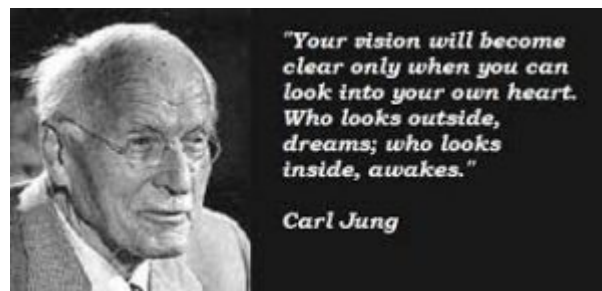 "Your vision will become
clear only when you can
look into your own heart.
Who looks outside,
dreams; who looks
inside, awakes."
Carl Jung